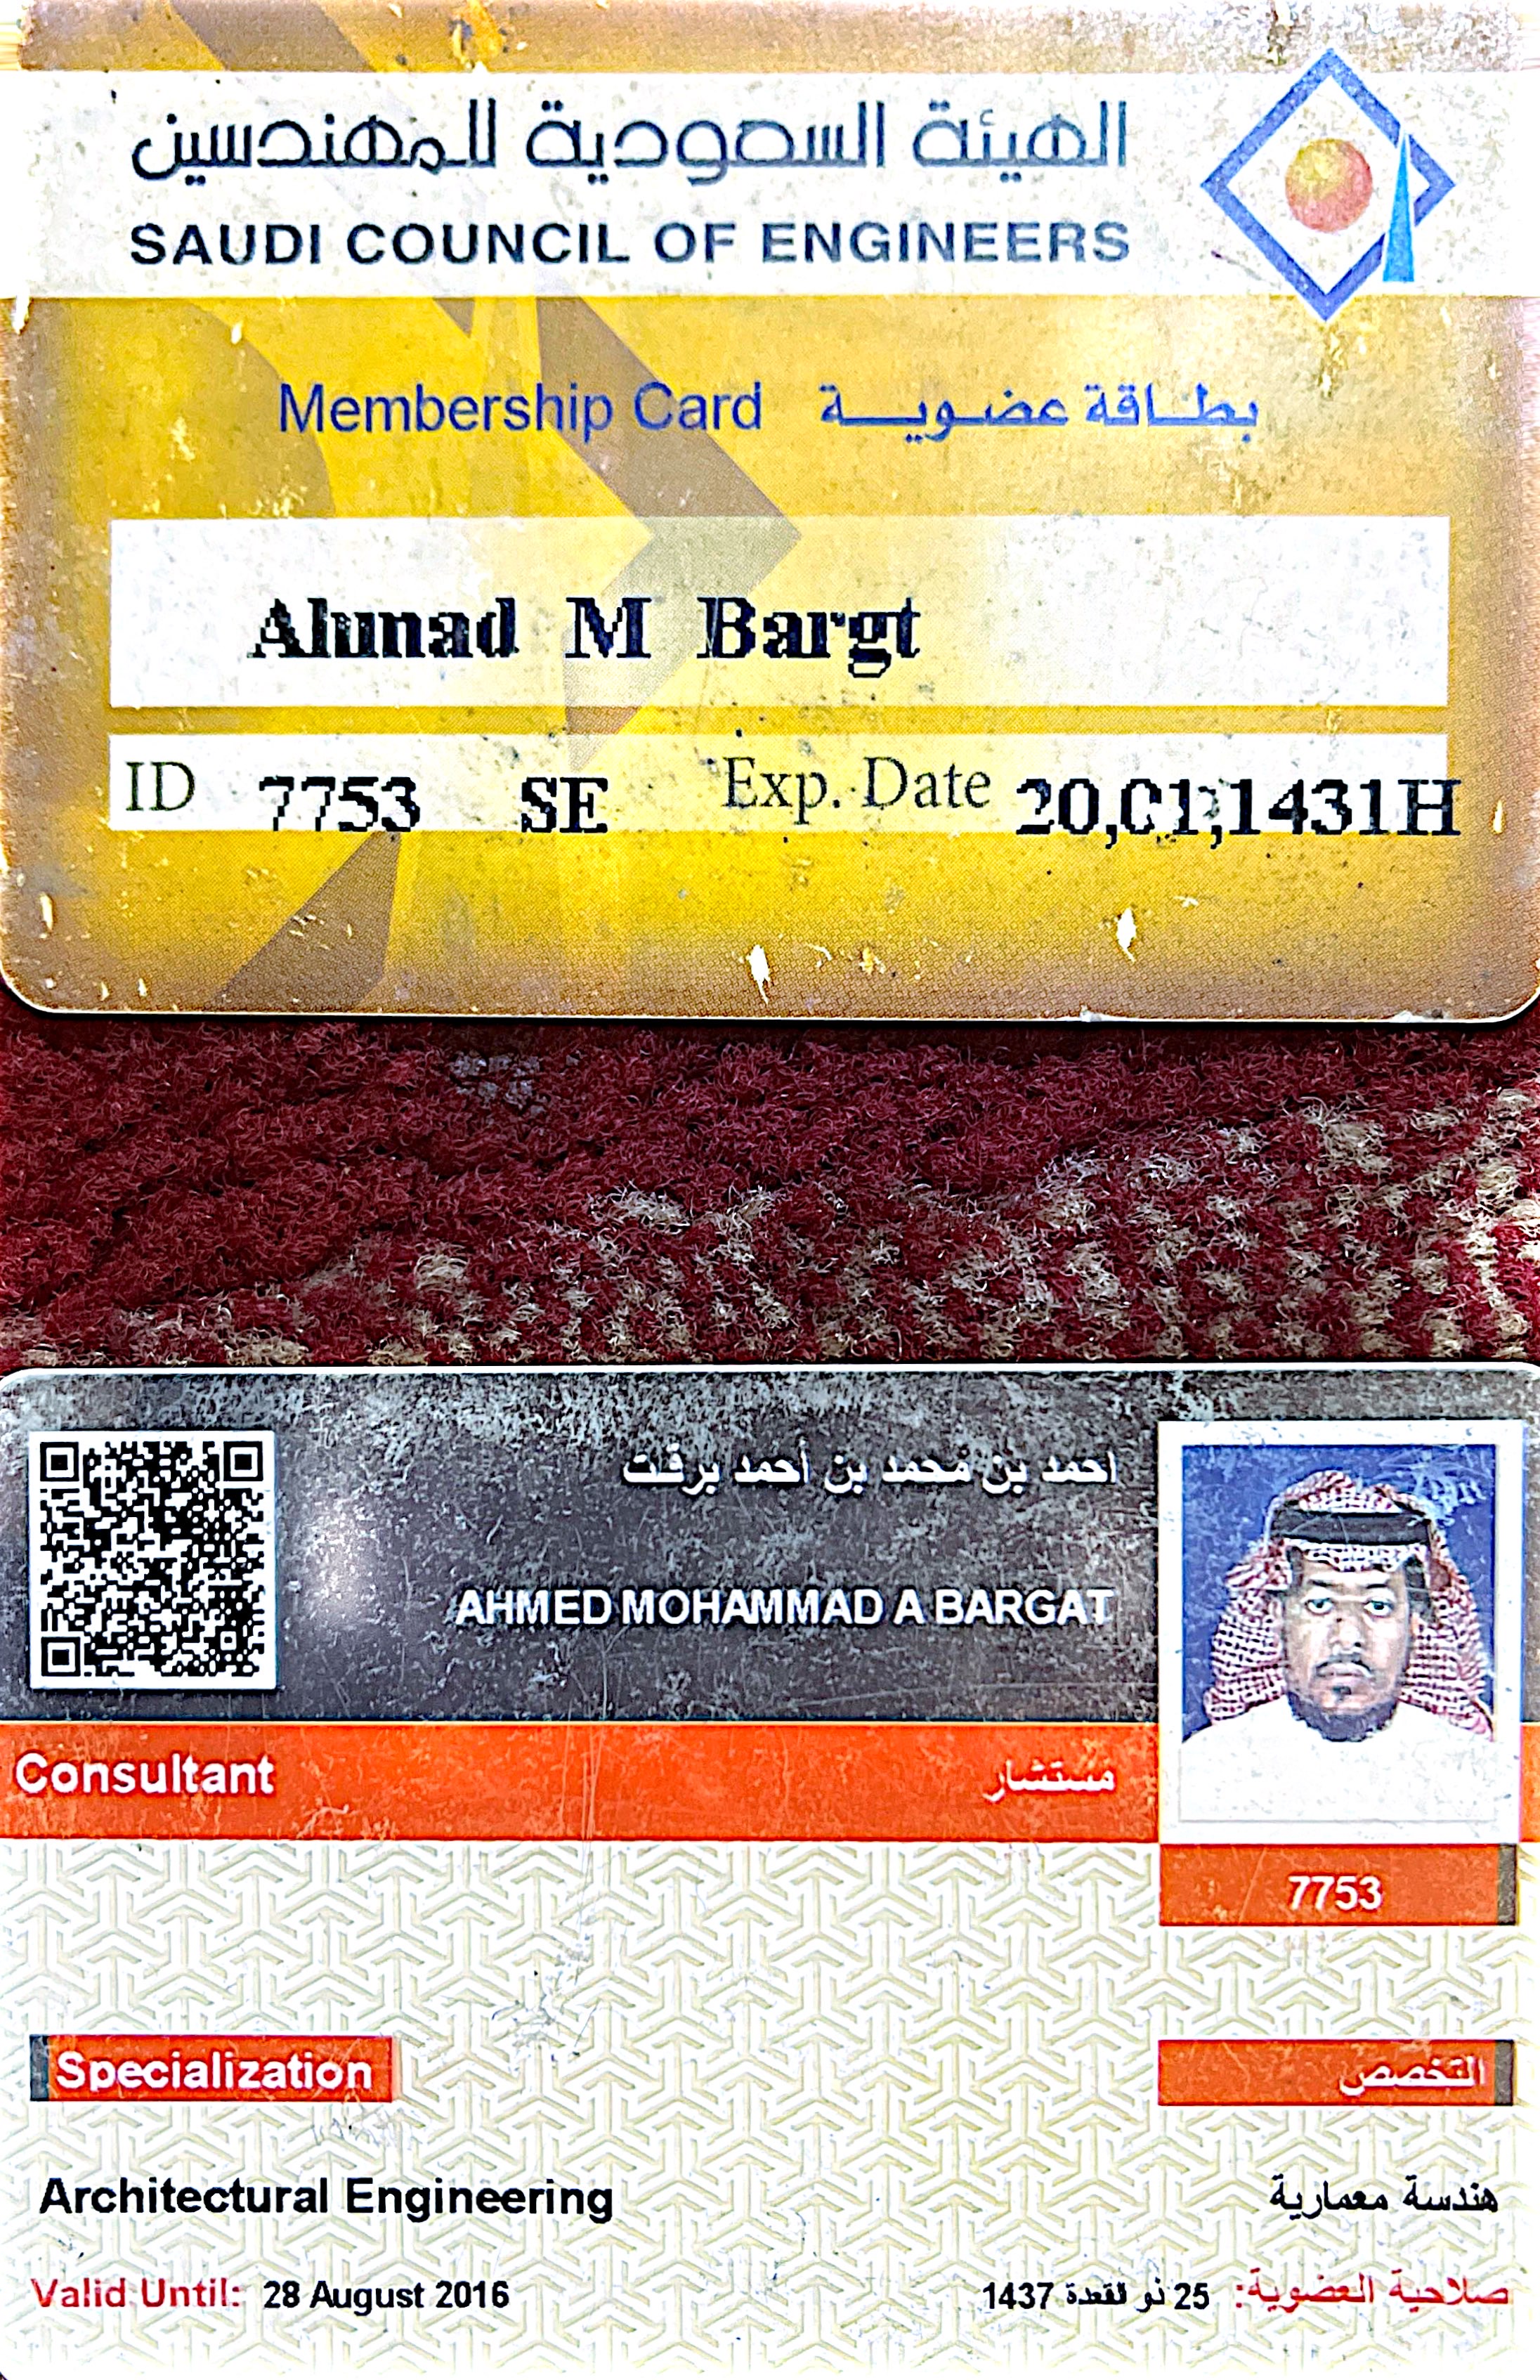 الهيئة السعودية للمهندسين
SAUDI COUNCIL OF ENGINEERS
Membership Card بطاقة عضوية
Ahmad M Bargt
ID 7753 SE Exp. Date 20,01,1431H
احمد بن محمد بن أحمد برقت
AHMED MOHAMMAD A BARGAT
Consultant مستشار
7753
Specialization التخصص
Architectural Engineering هندسة معمارية
Valid Until: 28 August 2016 صلاحية العضوية: 25 ذو القعدة 1437